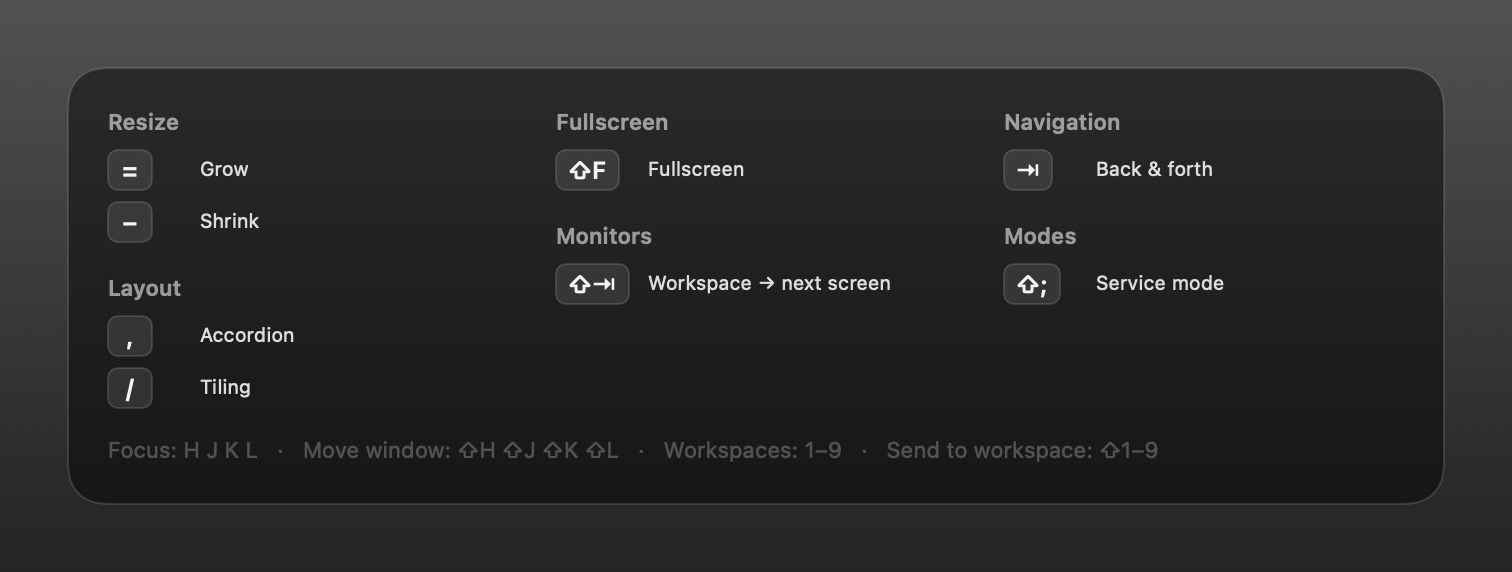 Resize
= Grow
− Shrink
Layout
, Accordion
/ Tiling
Fullscreen
⇧F Fullscreen
Monitors
⇧⇥ Workspace → next screen
Navigation
⇥ Back & forth
Modes
⇧; Service mode
Focus: H J K L · Move window: ⇧H ⇧J ⇧K ⇧L · Workspaces: 1–9 · Send to workspace: ⇧1–9